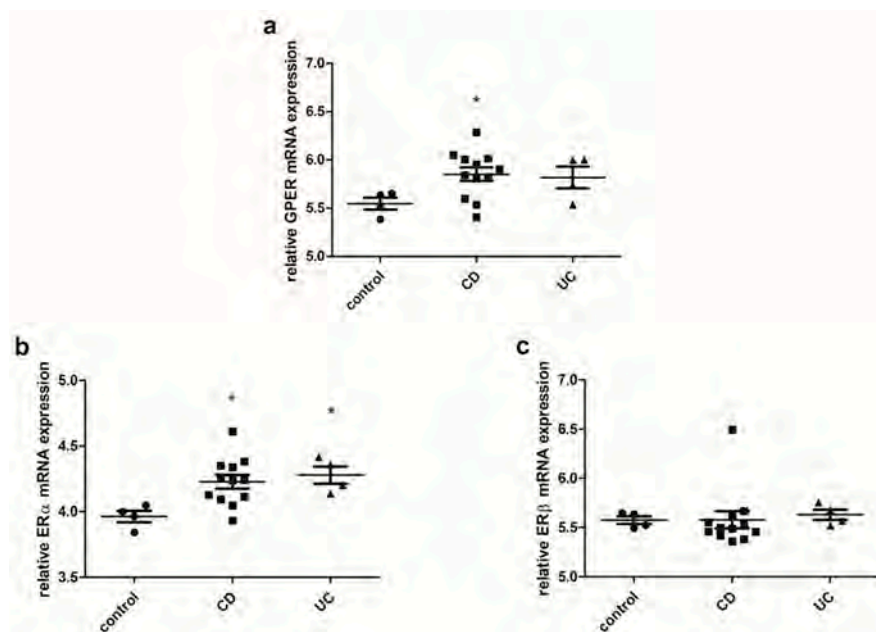 a
relative GPER mRNA expression
7.0
6.5
6.0
5.5
5.0
*
control
CD
UC
b
relative ERα mRNA expression
5.0
4.5
4.0
3.5
*
*
control
CD
UC
c
relative ERβ mRNA expression
7.0
6.5
6.0
5.5
5.0
control
CD
UC